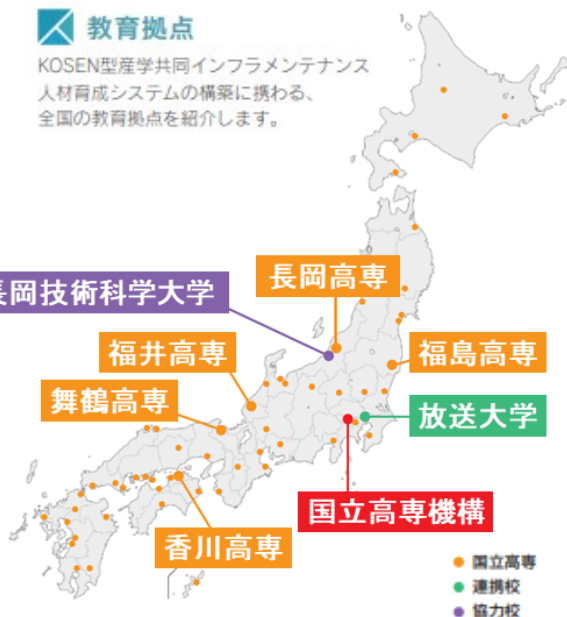 教育拠点
KOSEN型産学共同インフラメンテナンス
人材育成システムの構築に携わる、
全国の教育拠点を紹介します。
長岡高専
長岡技術科学大学
福井高専
福島高専
舞鶴高専
放送大学
国立高専機構
香川高専
国立高専
連携校
協力校